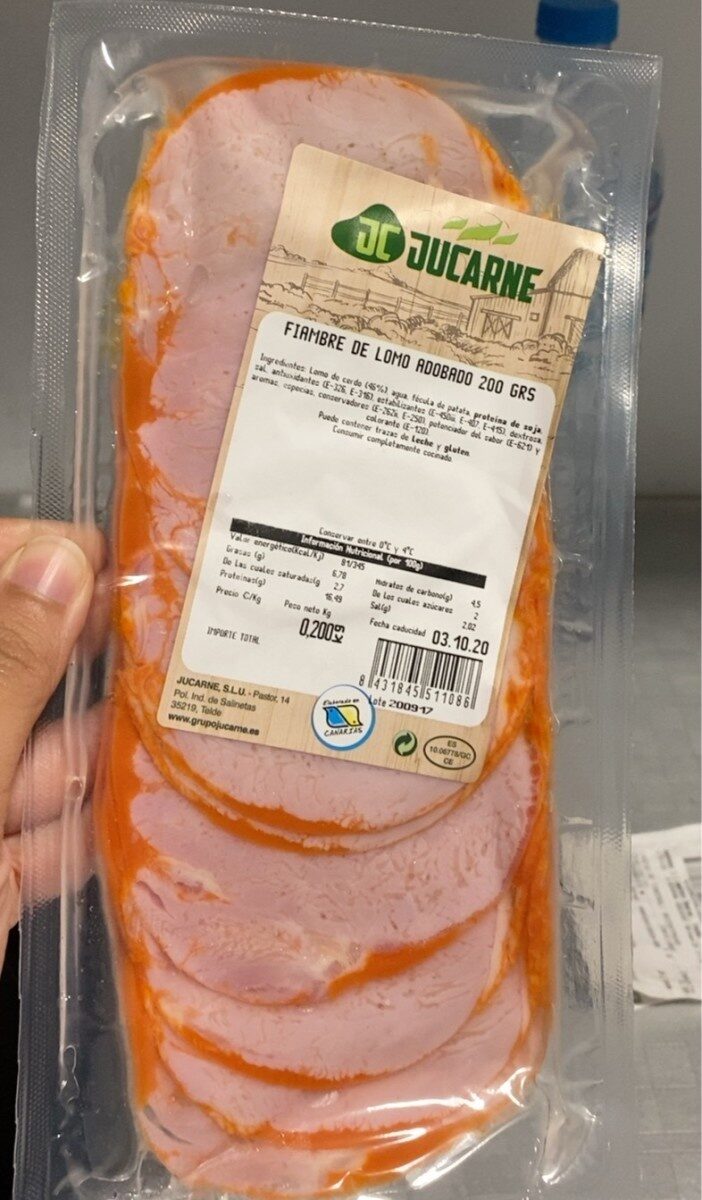 JC JUCARNE
FIAMBRE DE LOMO ADOBADO 200 GRS
Ingredientes: Lomo de cerdo (46%), agua, fécula de patata, proteína de soja,
sal, antioxidantes (E-326, E-316), estabilizantes E-407, E-415), dextrosa,
aromas, especias, conservadores E-250), potenciador del sabor (E-621) y
colorante (E-120).
Puede contener trazas de leche y gluten.
Consumir completamente cocinado.
Conservar entre 0ºC y 4ºC
Información Nutricional (por 100g)
Valor energético(Kcal/Kj) 81/345
Grasas (g) 6,78
De las cuales saturadas(g 2,7
Proteínas(g) 16,49
Hidratos de carbono(g) 4,5
De los cuales azúcares 2
Sal(g) 2,02
Precio €/Kg
Peso neto Kg
Fecha caducidad 03.10.20
IMPORTE TOTAL
0,200KG
8 431845 511086
Lote 200917
JUCARNE, S.L.U. - Pastor, 14
Pol. Ind. de Salinetas
35219, Telde
www.grupojucarne.es
Elaborado en
CANARIAS
ES
10.06778/GC
CE